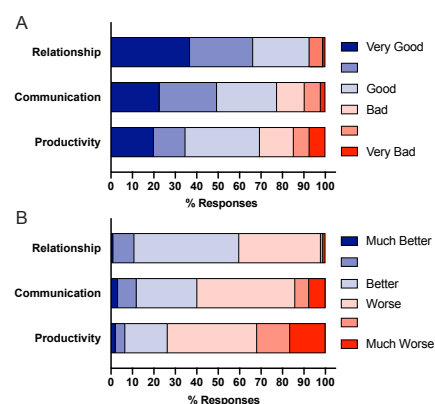 A
Relationship
Communication
Productivity
0 10 20 30 40 50 60 70 80 90 100
% Responses
Very Good
Good
Bad
Very Bad
B
Relationship
Communication
Productivity
0 10 20 30 40 50 60 70 80 90 100
% Responses
Much Better
Better
Worse
Much Worse